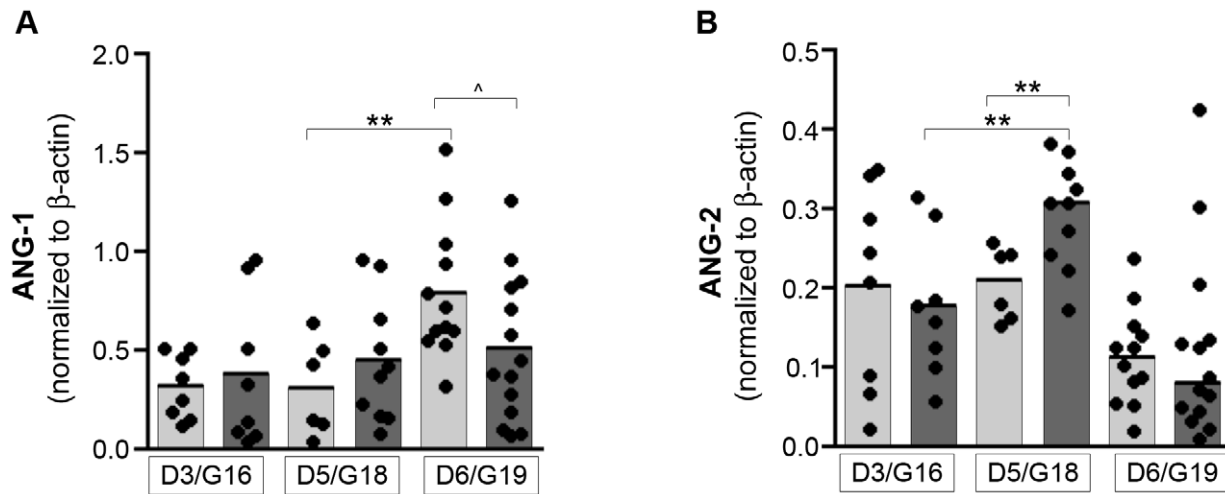 A
ANG-1
(normalized to β-actin)
2.0
1.5
1.0
0.5
0.0
**
^
D3/G16
D5/G18
D6/G19
B
ANG-2
(normalized to β-actin)
0.5
0.4
0.3
0.2
0.1
0.0
**
**
D3/G16
D5/G18
D6/G19